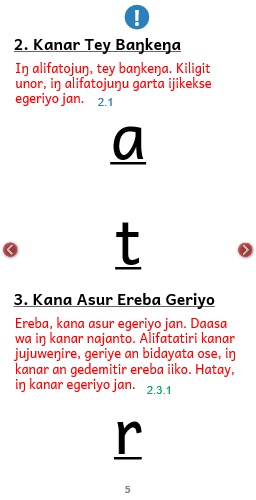 !
2. Kanar Tey Baŋkeŋa
Iŋ alifatojuŋ, tey baŋkeŋa. Kiligit
unor, iŋ alifatojuŋu garta ijikekse
egeriyo jan. 2.1
a
t
3. Kana Asur Ereba Geriyo
Ereba, kana asur egeriyo jan. Daasa
wa iŋ kanar najanto. Alifatatiri kanar
jujuweŋire, geriye an bidayata ose, iŋ
kanar an gedemitir ereba iiko. Hatay,
iŋ kanar egeriyo jan. 2.3.1
r
5